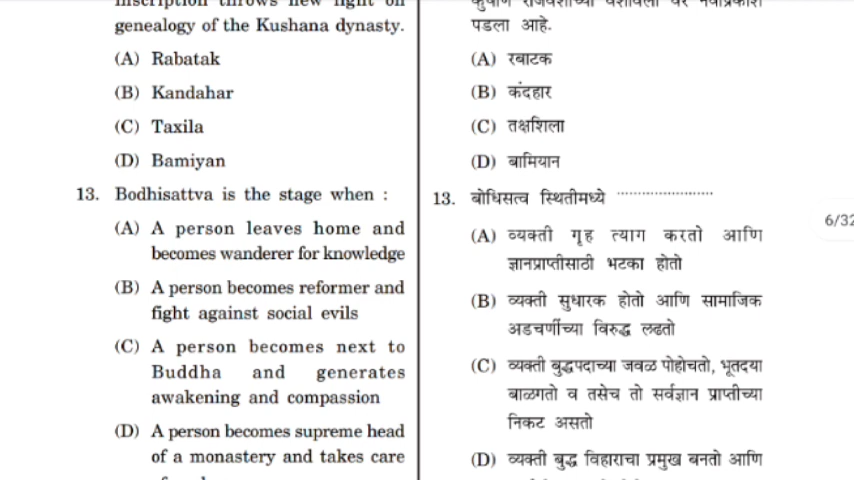 genealogy of the Kushana dynasty.
(A) Rabatak
(B) Kandahar
(C) Taxila
(D) Bamiyan
13. Bodhisattva is the stage when :
(A) A person leaves home and
becomes wanderer for knowledge
(B) A person becomes reformer and
fight against social evils
(C) A person becomes next to
Buddha and generates
awakening and compassion
(D) A person becomes supreme head
of a monastery and takes care
पडला आहे.
(A) रबाटक
(B) कंदहार
(C) तक्षशिला
(D) बामियान
13. बोधिसत्व स्थितीमध्ये ......................
(A) व्यक्ती गृह त्याग करतो आणि
ज्ञानप्राप्तीसाठी भटका होतो
(B) व्यक्ती सुधारक होतो आणि सामाजिक
अडचणींच्या विरुद्ध लढतो
(C) व्यक्ती बुद्धपदाच्या जवळ पोहोचतो, भूतदया
बाळगतो व तसेच तो सर्वज्ञान प्राप्तीच्या
निकट असतो
(D) व्यक्ती बुद्ध विहाराचा प्रमुख बनतो आणि
6/32